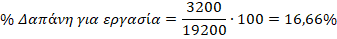 % Δαπάνη για εργασία = 3200/19200 · 100 = 16,66%